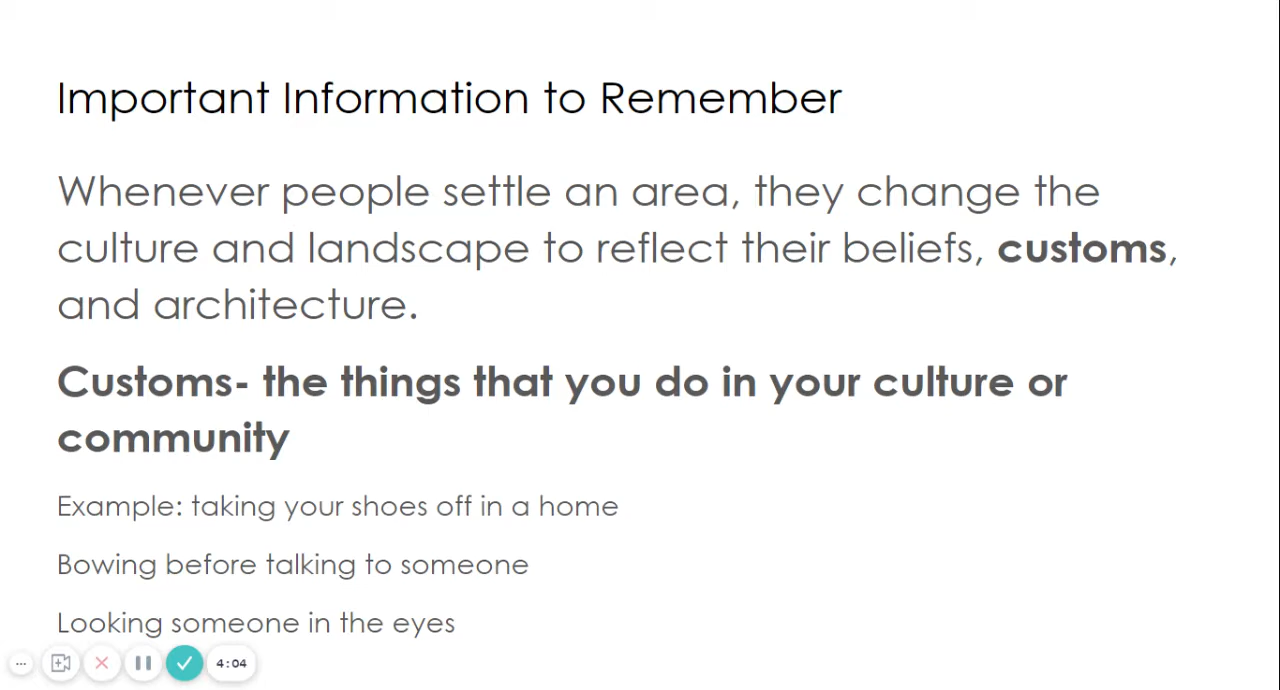 Important Information to Remember
Whenever people settle an area, they change the
culture and landscape to reflect their beliefs, customs,
and architecture.
Customs- the things that you do in your culture or
community
Example: taking your shoes off in a home
Bowing before talking to someone
Looking someone in the eyes
4:04